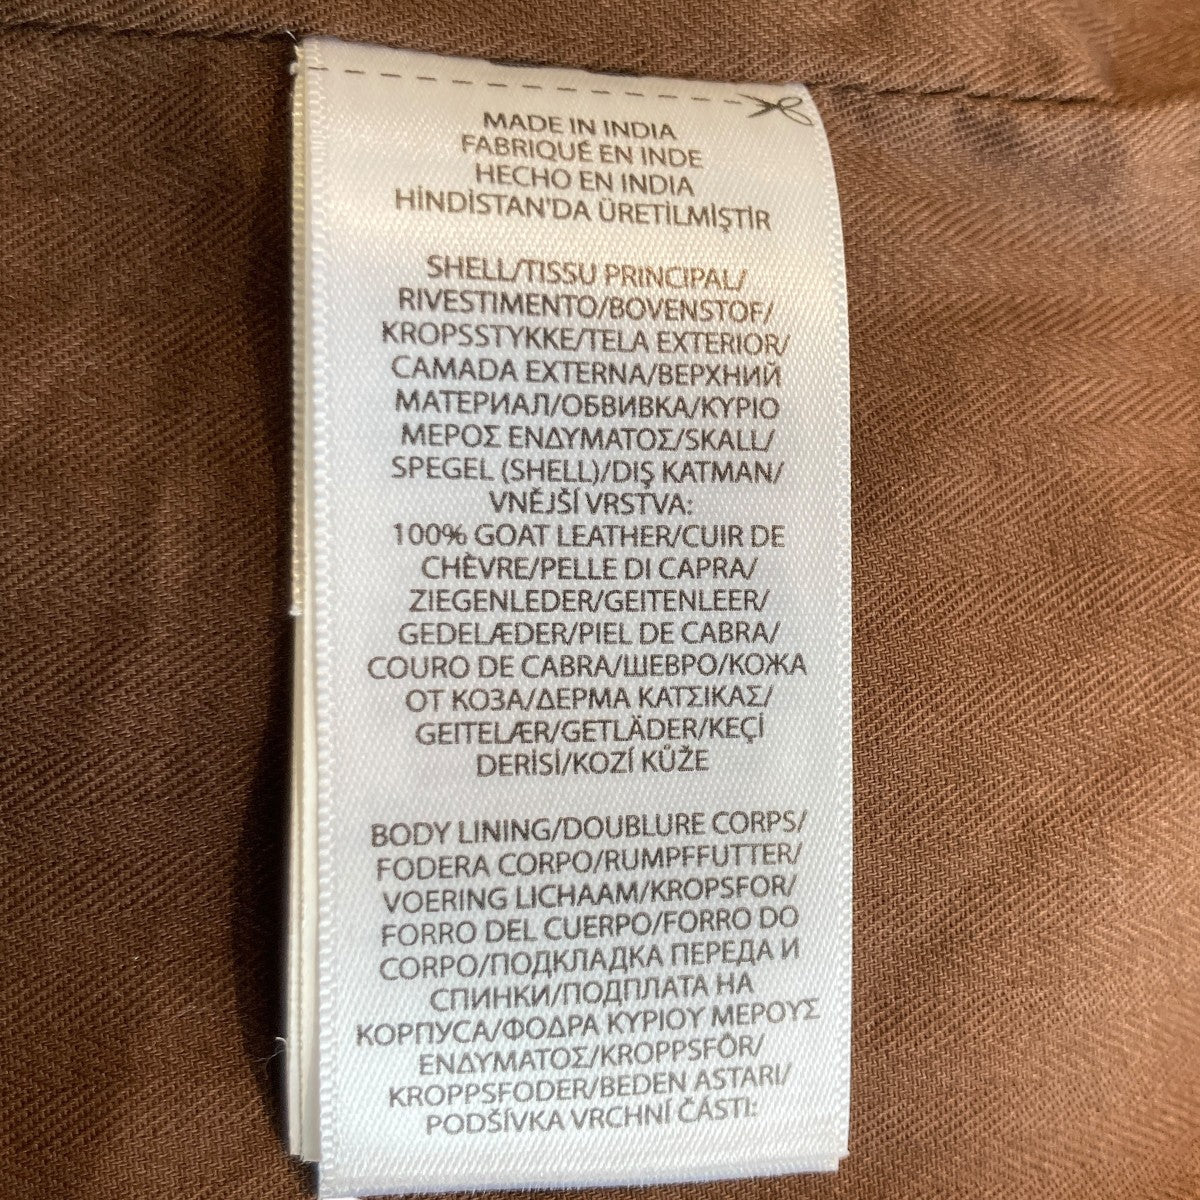 MADE IN INDIA
FABRIQUÉ EN INDE
HECHO EN INDIA
HİNDİSTAN'DA ÜRETİLMİŞTİR
SHELL/TISSU PRINCIPAL/
RIVESTIMENTO/BOVENSTOF/
KROPSSTYKKE/TELA EXTERIOR/
CAMADA EXTERNA/ВЕРХНИЙ
МАТЕРИАЛ/ОБВИВКА/ΚΥΡΙΟ
ΜΕΡΟΣ ΕΝΔΥΜΑΤΟΣ/SKALL/
SPEGEL (SHELL)/DIŞ KATMAN/
VNĚJŠÍ VRSTVA:
100% GOAT LEATHER/CUIR DE
CHÈVRE/PELLE DI CAPRA/
ZIEGENLEDER/GEITENLEER/
GEDELÆDER/PIEL DE CABRA/
COURO DE CABRA/ШЕВРО/КОЖА
ОТ КОЗА/ΔΕΡΜΑ ΚΑΤΣΙΚΑΣ/
GEITELÆR/GETLÄDER/KEÇİ
DERİSİ/KOZÍ KŮŽE
BODY LINING/DOUBLURE CORPS/
FODERA CORPO/RUMPFFUTTER/
VOERING LICHAAM/KROPSFOR/
FORRO DEL CUERPO/FORRO DO
CORPO/ПОДКЛАДКА ПЕРЕДА И
СПИНКИ/ПОДПЛАТА НА
КОРПУСА/ΦΟΔΡΑ ΚΥΡΙΟΥ ΜΕΡΟΥΣ
ΕΝΔΥΜΑΤΟΣ/KROPPSFÔR/
KROPPSFODER/BEDEN ASTARI/
PODŠÍVKA VRCHNÍ ČÁSTI: